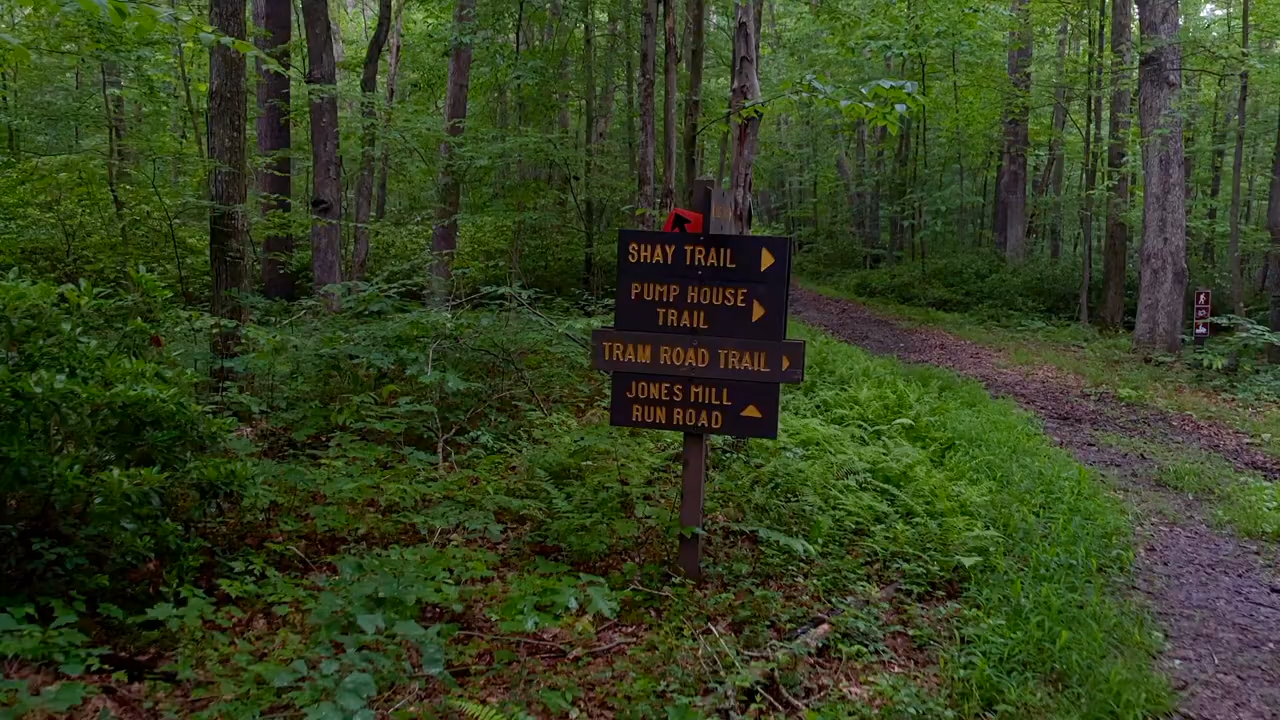 SHAY TRAIL
PUMP HOUSE
TRAIL
TRAM ROAD TRAIL
JONES MILL
RUN ROAD